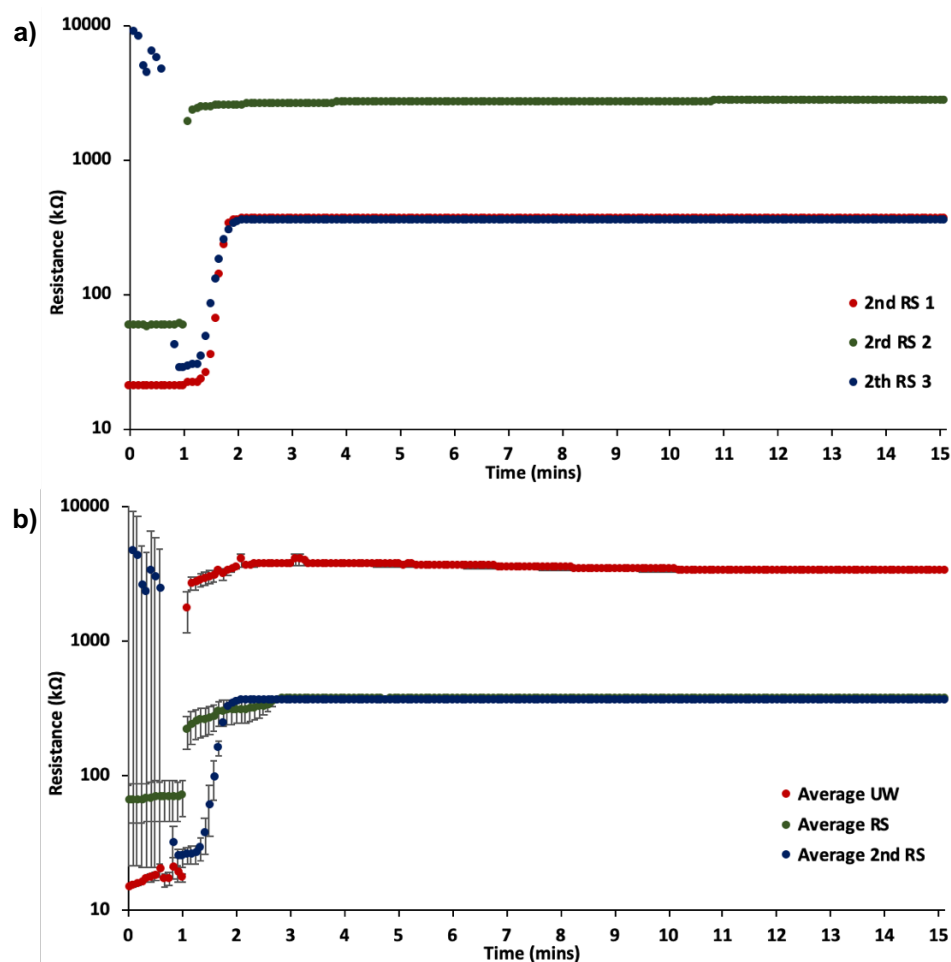 a)
10000
1000
100
10
Resistance (kΩ)
2nd RS 1
2rd RS 2
2th RS 3
0 1 2 3 4 5 6 7 8 9 10 11 12 13 14 15
Time (mins)
b)
10000
1000
100
10
Resistance (kΩ)
Average UW
Average RS
Average 2nd RS
0 1 2 3 4 5 6 7 8 9 10 11 12 13 14 15
Time (mins)